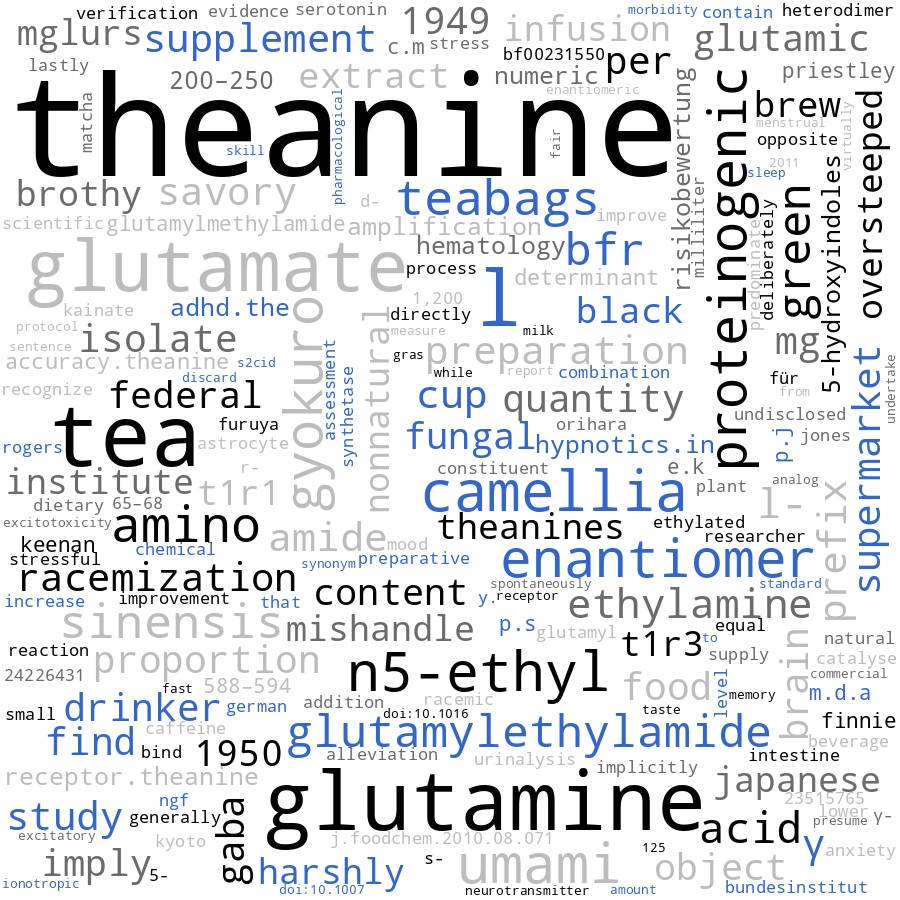 verification evidence serotonin
morbidity contain heterodimer
mglurs supplement c.m 1949 stress
infusion glutamic
lastly 200–250 extract numeric bf00231550 per
enantiomeric priestley
theanine
matcha skill pharmacological fair
risikobewertung milliliter
proteinogenic
brew menstrual virtually opposite
2011 sleep
oversteeped
brothy savory d- teabags improve
scientific glutamylmethylamide amplification
hematology bfr
glutamate process determinant
predominate deliberately green 5-hydroxyindoles
kainate adhd.the 1,200 directly l milk black
protocol isolate measure
sentence gyokuro nonnatural
accuracy.theanine s2cid gras preparation mg
discard while report combination für
recognize federal assessment synthetase cup quantity from
supermarket undertake
tea furuya orihara undisclosed
rogers astrocyte fungal hypnotics.in p.j jones
institute r- t1r1 constituent e.k plant analog
dietary 65–68 camellia l- prefix
excitotoxicity amino amide mood theanines ethylated
keenan chemical researcher
stressful synonym preparative enantiomer
racemization spontaneously standard
increase improvement that content y. receptor ethylamine
sinensis mishandle p.s glutamyl t1r3 to equal
reaction proportion n5-ethyl supply natural
24226431 brain catalyse
fast 588–594 food level memory commercial
small drinker german addition racemic m.d.a
caffeine doi:10.1016 taste finnie
find bind 1950 glutamylethylamide beverage
alleviation urinalysis implicitly intestine
receptor.theanine glutamine japanese
study ngf generally gaba 23515765 lower
excitatory kyoto j.foodchem.2010.08.071 acid presume γ-
imply 5- harshly s- umami 125 object γ anxiety
ionotropic doi:10.1007 neurotransmitter amount bundesinstitut